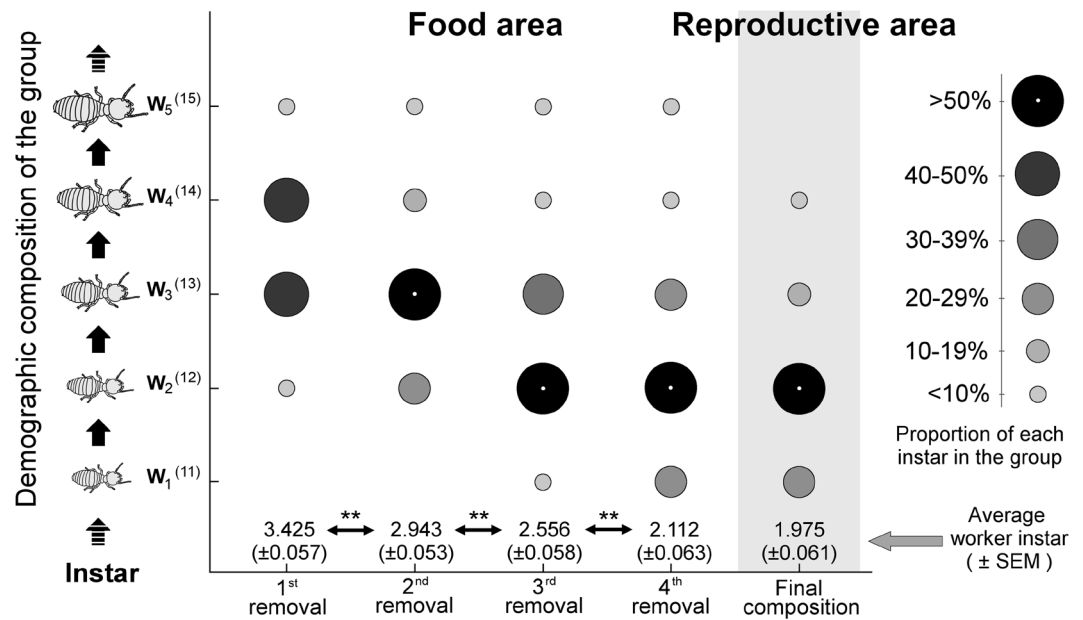 Food area
Reproductive area
Demographic composition of the group
W5 (15)
W4 (14)
W3 (13)
W2 (12)
W1 (11)
Instar
>50%
40-50%
30-39%
20-29%
10-19%
<10%
Proportion of each
instar in the group
3.425 ** 2.943 ** 2.556 ** 2.112 1.975
(±0.057) (±0.053) (±0.058) (±0.063) (±0.061)
Average
worker instar
( ± SEM )
1st 2nd 3rd 4th Final
removal removal removal removal composition